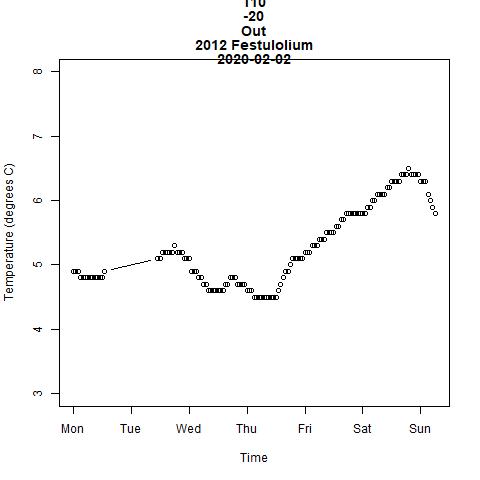 T10
-20
Out
2012 Festulolium
2020-02-02
Temperature (degrees C)
8
7
6
5
4
3
Mon Tue Wed Thu Fri Sat Sun
Time